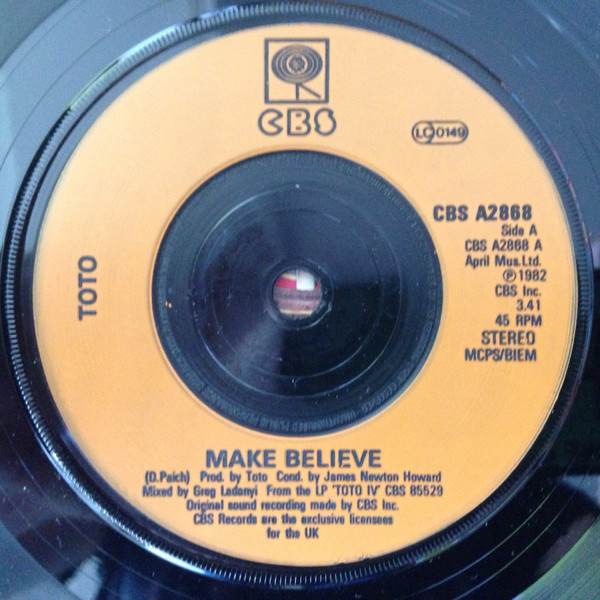 CBS
LC 0149
CBS A2868
Side A
CBS A2868 A
April Mus.Ltd.
℗ 1982
CBS Inc.
3.41
45 RPM
STEREO
MCPS/BIEM
TOTO
MAKE BELIEVE
(D.Paich) Prod. by Toto Cond. by James Newton Howard
Mixed by Greg Ladanyi From the LP 'TOTO IV' CBS 85529
Original sound recording made by CBS Inc.
CBS Records are the exclusive licensees
for the UK